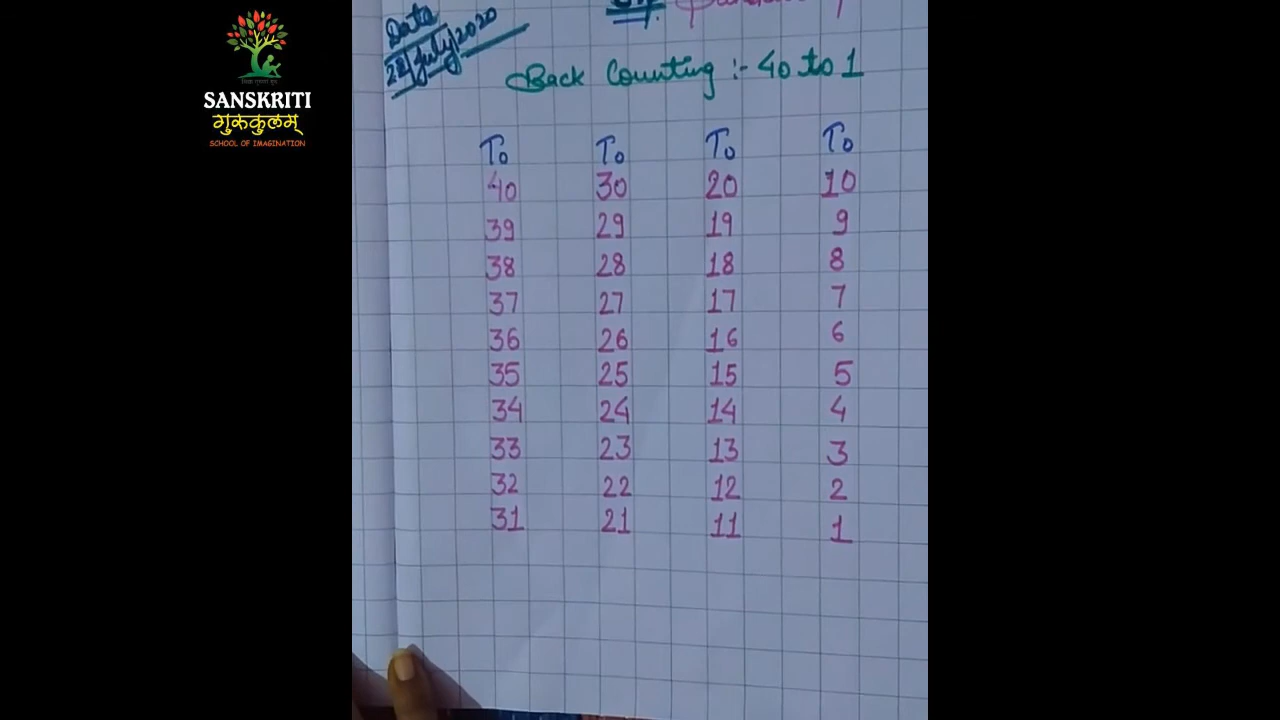 SANSKRITI
गुरुकुलम्
SCHOOL OF IMAGINATION
Date
July 2020
Back Counting :- 40 to 1
To To To To
40 30 20 10
39 29 19 9
38 28 18 8
37 27 17 7
36 26 16 6
35 25 15 5
34 24 14 4
33 23 13 3
32 22 12 2
31 21 11 1